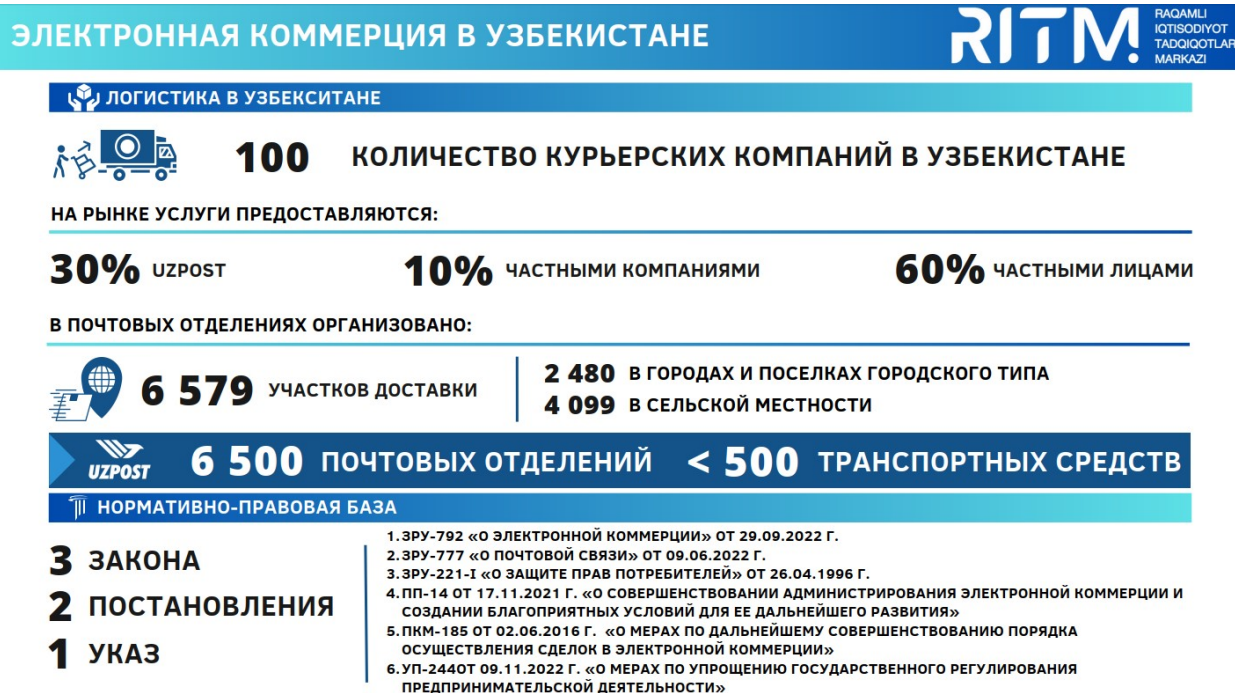 ЭЛЕКТРОННАЯ КОММЕРЦИЯ В УЗБЕКИСТАНЕ
RITM
RAQAMLI
IQTISODIYOT
TADQIQOTLAR
MARKAZI
ЛОГИСТИКА В УЗБЕКСИТАНЕ
100 КОЛИЧЕСТВО КУРЬЕРСКИХ КОМПАНИЙ В УЗБЕКИСТАНЕ
НА РЫНКЕ УСЛУГИ ПРЕДОСТАВЛЯЮТСЯ:
30% UZPOST 10% ЧАСТНЫМИ КОМПАНИЯМИ 60% ЧАСТНЫМИ ЛИЦАМИ
В ПОЧТОВЫХ ОТДЕЛЕНИЯХ ОРГАНИЗОВАНО:
6 579 УЧАСТКОВ ДОСТАВКИ
2 480 В ГОРОДАХ И ПОСЕЛКАХ ГОРОДСКОГО ТИПА
4 099 В СЕЛЬСКОЙ МЕСТНОСТИ
UZPOST 6 500 ПОЧТОВЫХ ОТДЕЛЕНИЙ < 500 ТРАНСПОРТНЫХ СРЕДСТВ
НОРМАТИВНО-ПРАВОВАЯ БАЗА
3 ЗАКОНА
2 ПОСТАНОВЛЕНИЯ
1 УКАЗ
1.ЗРУ-792 «О ЭЛЕКТРОННОЙ КОММЕРЦИИ» ОТ 29.09.2022 Г.
2.ЗРУ-777 «О ПОЧТОВОЙ СВЯЗИ» ОТ 09.06.2022 Г.
3.ЗРУ-221-I «О ЗАЩИТЕ ПРАВ ПОТРЕБИТЕЛЕЙ» ОТ 26.04.1996 Г.
4.ПП-14 ОТ 17.11.2021 Г. «О СОВЕРШЕНСТВОВАНИИ АДМИНИСТРИРОВАНИЯ ЭЛЕКТРОННОЙ КОММЕРЦИИ И
СОЗДАНИИ БЛАГОПРИЯТНЫХ УСЛОВИЙ ДЛЯ ЕЕ ДАЛЬНЕЙШЕГО РАЗВИТИЯ»
5.ПКМ-185 ОТ 02.06.2016 Г. «О МЕРАХ ПО ДАЛЬНЕЙШЕМУ СОВЕРШЕНСТВОВАНИЮ ПОРЯДКА
ОСУЩЕСТВЛЕНИЯ СДЕЛОК В ЭЛЕКТРОННОЙ КОММЕРЦИИ»
6.УП-244ОТ 09.11.2022 Г. «О МЕРАХ ПО УПРОЩЕНИЮ ГОСУДАРСТВЕННОГО РЕГУЛИРОВАНИЯ
ПРЕДПРИНИМАТЕЛЬСКОЙ ДЕЯТЕЛЬНОСТИ»